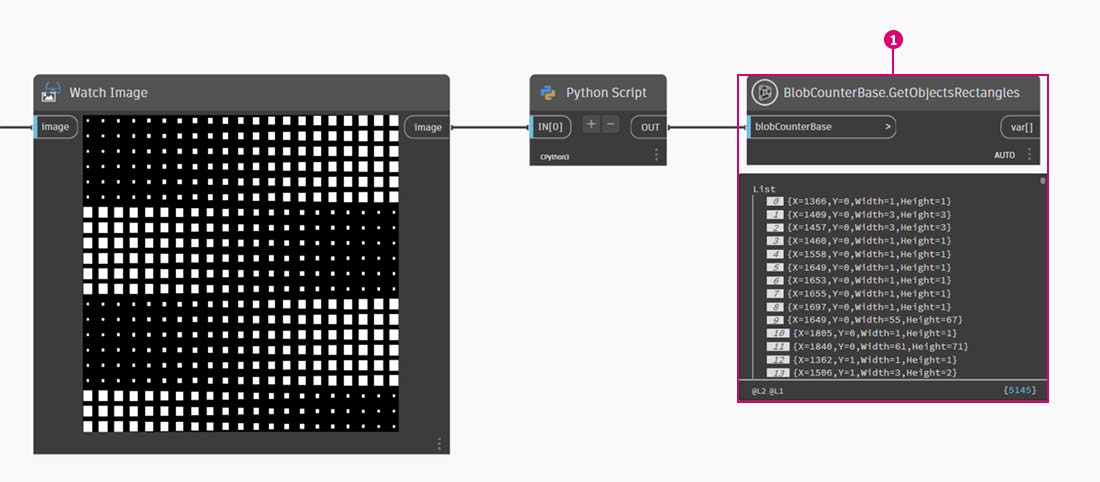 1
Watch Image
image
image
Python Script
IN[0]
+
-
OUT
CPython3
BlobCounterBase.GetObjectsRectangles
blobCounterBase
>
var[]
AUTO
List
0 {X=1366,Y=0,Width=1,Height=1}
1 {X=1409,Y=0,Width=3,Height=3}
2 {X=1457,Y=0,Width=3,Height=3}
3 {X=1460,Y=0,Width=1,Height=1}
4 {X=1558,Y=0,Width=1,Height=1}
5 {X=1649,Y=0,Width=1,Height=1}
6 {X=1653,Y=0,Width=1,Height=1}
7 {X=1655,Y=0,Width=1,Height=1}
8 {X=1697,Y=0,Width=1,Height=1}
9 {X=1649,Y=0,Width=55,Height=67}
10 {X=1805,Y=0,Width=1,Height=1}
11 {X=1840,Y=0,Width=61,Height=71}
12 {X=1362,Y=1,Width=1,Height=1}
13 {X=1506,Y=1,Width=3,Height=2}
@L2 @L1
{5145}